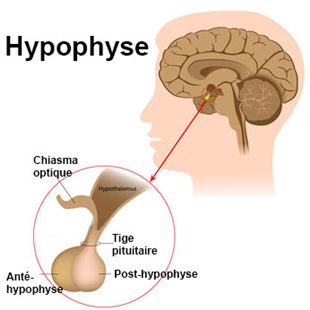 Hypophyse
Chiasma
optique
Hypothalamus
Tige
pituitaire
Anté-
hypophyse
Post-hypophyse